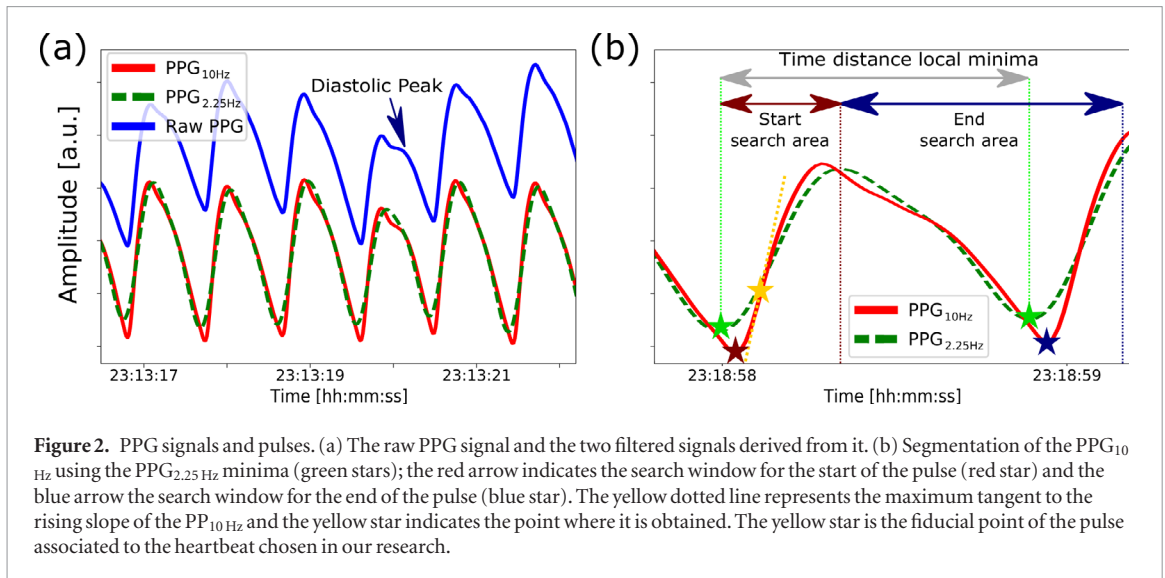 (a)
PPG10Hz
PPG2.25Hz
Raw PPG
Diastolic Peak
Amplitude [a.u.]
23:13:17
23:13:19
23:13:21
Time [hh:mm:ss]
(b)
Time distance local minima
Start
search area
End
search area
PPG10Hz
PPG2.25Hz
23:18:58
23:18:59
Time [hh:mm:ss]
Figure 2. PPG signals and pulses. (a) The raw PPG signal and the two filtered signals derived from it. (b) Segmentation of the PPG10
Hz using the PPG2.25 Hz minima (green stars); the red arrow indicates the search window for the start of the pulse (red star) and the
blue arrow the search window for the end of the pulse (blue star). The yellow dotted line represents the maximum tangent to the
rising slope of the PP10 Hz and the yellow star indicates the point where it is obtained. The yellow star is the fiducial point of the pulse
associated to the heartbeat chosen in our research.